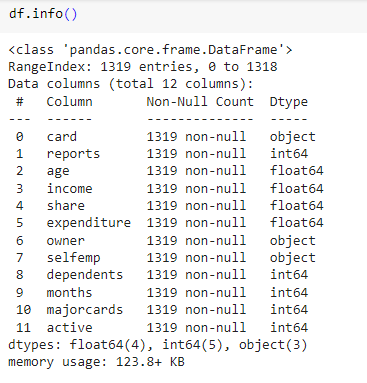 df.info()
<class 'pandas.core.frame.DataFrame'>
RangeIndex: 1319 entries, 0 to 1318
Data columns (total 12 columns):
 #   Column       Non-Null Count  Dtype
---  ------       --------------  -----
 0   card         1319 non-null   object
 1   reports      1319 non-null   int64
 2   age          1319 non-null   float64
 3   income       1319 non-null   float64
 4   share        1319 non-null   float64
 5   expenditure  1319 non-null   float64
 6   owner        1319 non-null   object
 7   selfemp      1319 non-null   object
 8   dependents   1319 non-null   int64
 9   months       1319 non-null   int64
 10  majorcards   1319 non-null   int64
 11  active       1319 non-null   int64
dtypes: float64(4), int64(5), object(3)
memory usage: 123.8+ KB